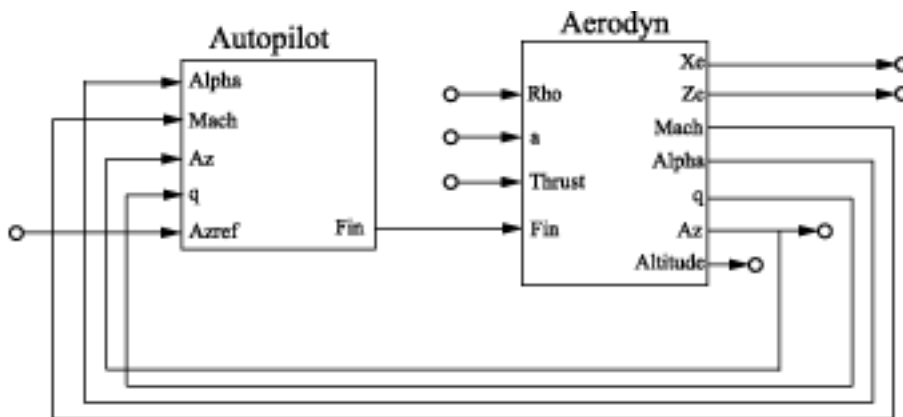 Autopilot
Alpha
Mach
Az
q
Azref
Fin
Aerodyn
Rho
a
Thrust
Fin
Xe
Ze
Mach
Alpha
q
Az
Altitude